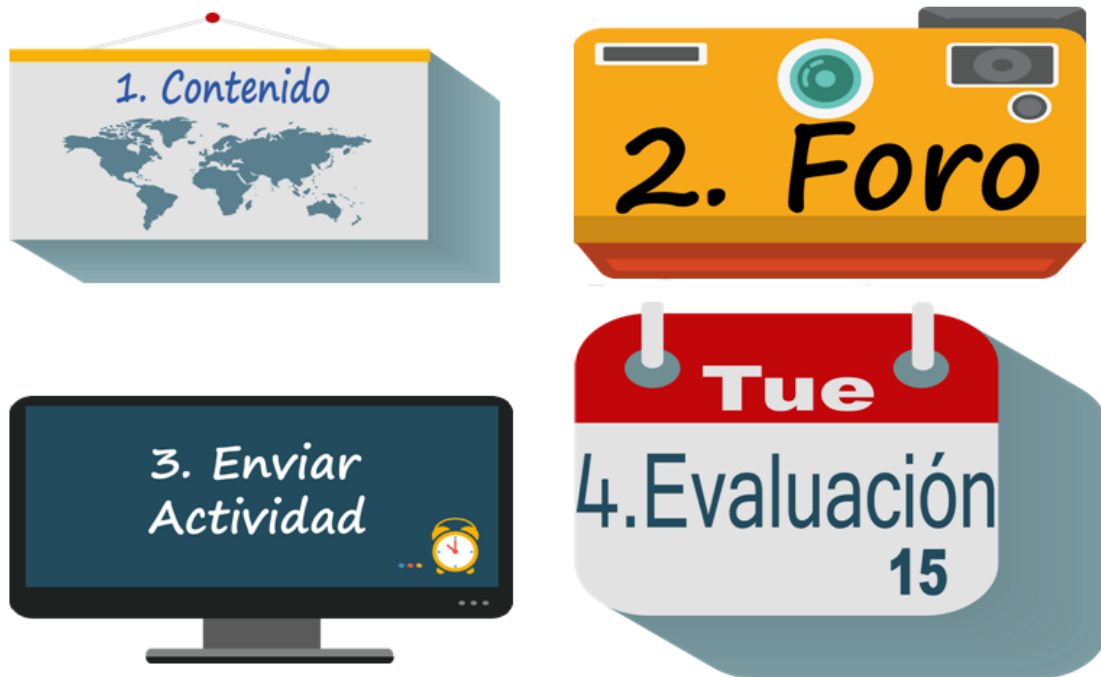 1. Contenido
2. Foro
3. Enviar
Actividad
Tue
4.Evaluación
15